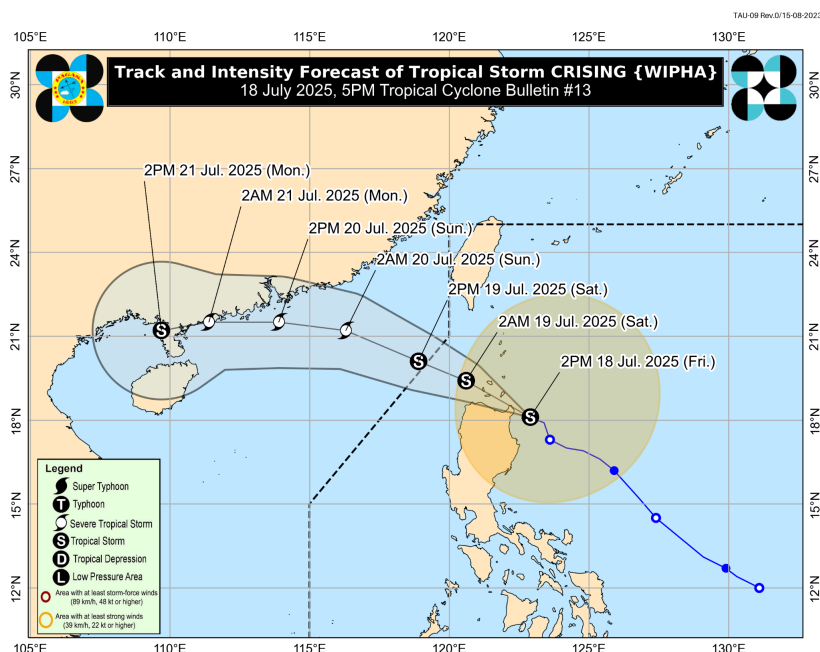 TAU-09 Rev.0/15-08-2023
105°E 110°E 115°E 120°E 125°E 130°E
Track and Intensity Forecast of Tropical Storm CRISING {WIPHA}
18 July 2025, 5PM Tropical Cyclone Bulletin #13
30°N 30°N
27°N 27°N
2PM 21 Jul. 2025 (Mon.)
2AM 21 Jul. 2025 (Mon.)
2PM 20 Jul. 2025 (Sun.)
24°N 24°N
2AM 20 Jul. 2025 (Sun.)
2PM 19 Jul. 2025 (Sat.)
2AM 19 Jul. 2025 (Sat.)
21°N 21°N
S
S
2PM 18 Jul. 2025 (Fri.)
S
S
18°N 18°N
Legend
Super Typhoon
T Typhoon
Severe Tropical Storm
S Tropical Storm
D Tropical Depression
L Low Pressure Area
Area with at least storm-force winds
(89 km/h, 48 kt or higher)
Area with at least strong winds
(39 km/h, 22 kt or higher)
15°N 15°N
12°N 12°N
105°E 110°E 115°E 120°E 125°E 130°E